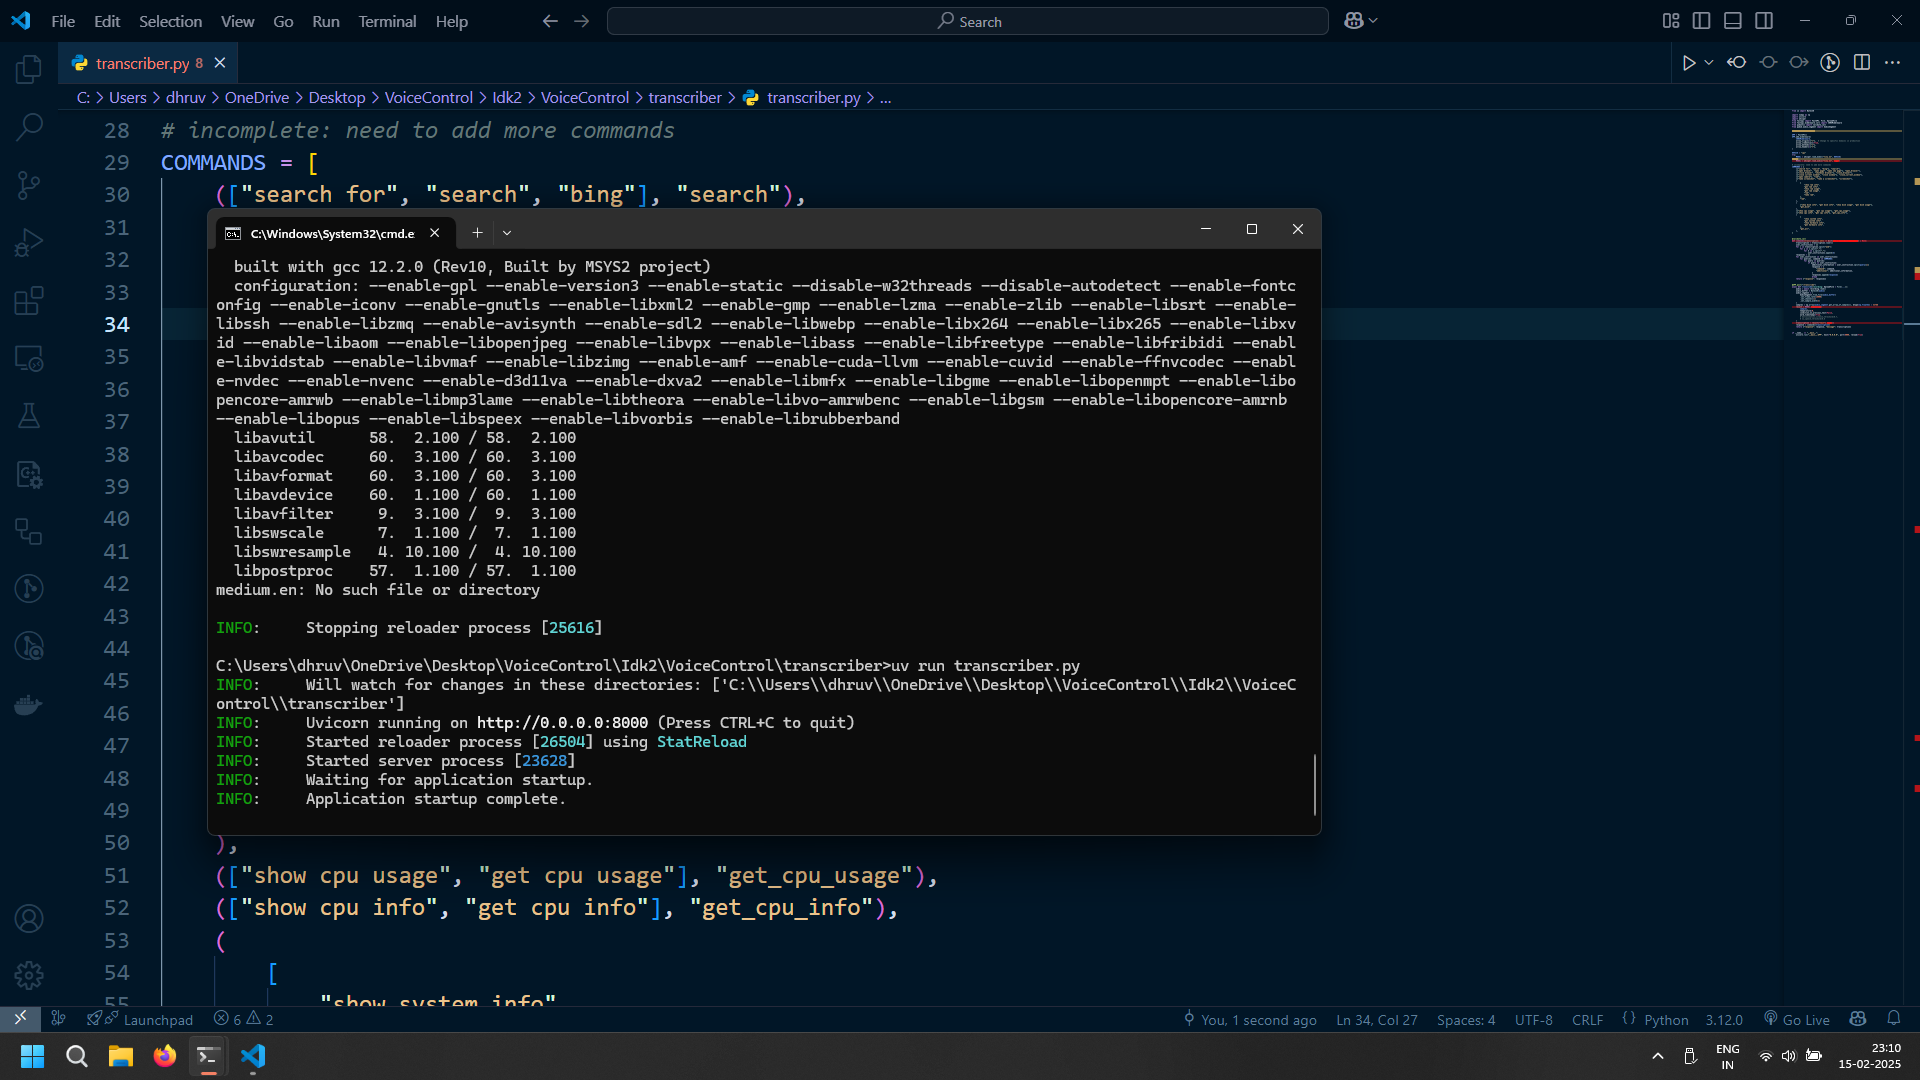 File Edit Selection View Go Run Terminal Help
Search
transcriber.py 8
C: > Users > dhruv > OneDrive > Desktop > VoiceControl > Idk2 > VoiceControl > transcriber > transcriber.py > ...
28 # incomplete: need to add more commands
29 COMMANDS = [
30 (["search for", "search", "bing"], "search"),
31
32
33
34
35
36
37
38
39
40
41
42
43
44
45
46
47
48
49
50 ),
51 (["show cpu usage", "get cpu usage"], "get_cpu_usage"),
52 (["show cpu info", "get cpu info"], "get_cpu_info"),
53 (
54 [
55 "show system info"
C:\Windows\System32\cmd.e
built with gcc 12.2.0 (Rev10, Built by MSYS2 project)
configuration: --enable-gpl --enable-version3 --enable-static --disable-w32threads --disable-autodetect --enable-fontc
onfig --enable-iconv --enable-gnutls --enable-libxml2 --enable-gmp --enable-lzma --enable-zlib --enable-libsrt --enable-
libssh --enable-libzmq --enable-avisynth --enable-sdl2 --enable-libwebp --enable-libx264 --enable-libx265 --enable-libxv
id --enable-libaom --enable-libopenjpeg --enable-libvpx --enable-libass --enable-libfreetype --enable-libfribidi --enabl
e-libvidstab --enable-libvmaf --enable-libzimg --enable-amf --enable-cuda-llvm --enable-cuvid --enable-ffnvcodec --enabl
e-nvdec --enable-nvenc --enable-d3d11va --enable-dxva2 --enable-libmfx --enable-libgme --enable-libopenmpt --enable-libo
pencore-amrwb --enable-libmp3lame --enable-libtheora --enable-libvo-amrwbenc --enable-libgsm --enable-libopencore-amrnb
--enable-libopus --enable-libspeex --enable-libvorbis --enable-librubberband
libavutil 58. 2.100 / 58. 2.100
libavcodec 60. 3.100 / 60. 3.100
libavformat 60. 3.100 / 60. 3.100
libavdevice 60. 1.100 / 60. 1.100
libavfilter 9. 3.100 / 9. 3.100
libswscale 7. 1.100 / 7. 1.100
libswresample 4. 10.100 / 4. 10.100
libpostproc 57. 1.100 / 57. 1.100
medium.en: No such file or directory
INFO: Stopping reloader process [25616]
C:\Users\dhruv\OneDrive\Desktop\VoiceControl\Idk2\VoiceControl\transcriber>uv run transcriber.py
INFO: Will watch for changes in these directories: ['C:\\Users\\dhruv\\OneDrive\\Desktop\\VoiceControl\\Idk2\\VoiceC
ontrol\\transcriber']
INFO: Uvicorn running on http://0.0.0.0:8000 (Press CTRL+C to quit)
INFO: Started reloader process [26504] using StatReload
INFO: Started server process [23628]
INFO: Waiting for application startup.
INFO: Application startup complete.
Launchpad 6 2 You, 1 second ago Ln 34, Col 27 Spaces: 4 UTF-8 CRLF {} Python 3.12.0 Go Live
ENG
IN
23:10
15-02-2025